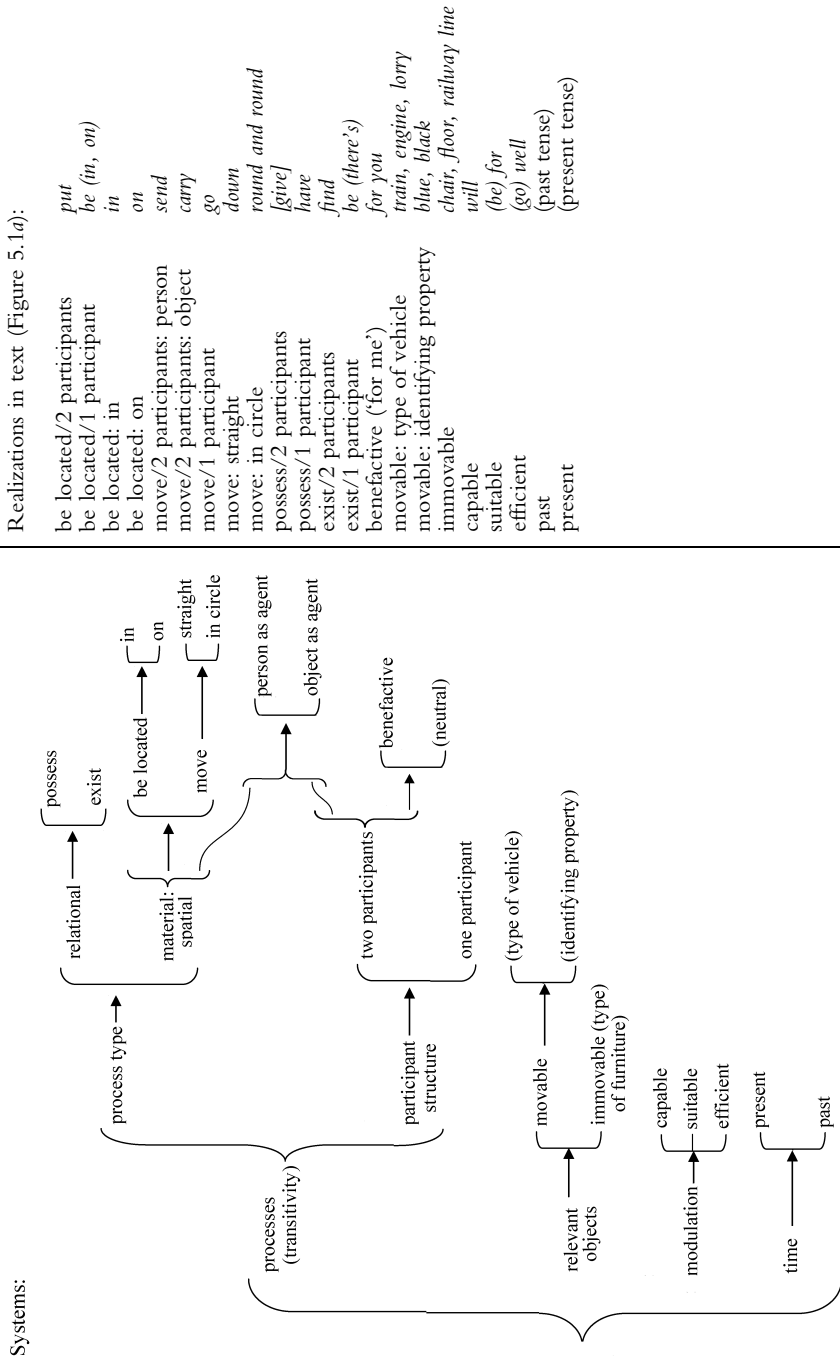 Systems:
processes
(transitivity)
process type
relational
possess
exist
material:
spatial
be located
in
on
move
straight
in circle
person as agent
object as agent
participant
structure
two participants
benefactive
(neutral)
one participant
relevant
objects
movable
(type of vehicle)
(identifying property)
immovable (type)
of furniture)
modulation
capable
suitable
efficient
time
present
past
Realizations in text (Figure 5.1a):
be located/2 participants put
be located/1 participant be (in, on)
be located: in in
be located: on on
move/2 participants: person send
move/2 participants: object carry
move/1 participant go
move: straight down
move: in circle round and round
possess/2 participants [give]
possess/1 participant have
exist/2 participants find
exist/1 participant be (there's)
benefactive (‘for me’) for you
movable: type of vehicle train, engine, lorry
movable: identifying property blue, black
immovable chair, floor, railway line
capable will
suitable (be) for
efficient (go) well
past (past tense)
present (present tense)